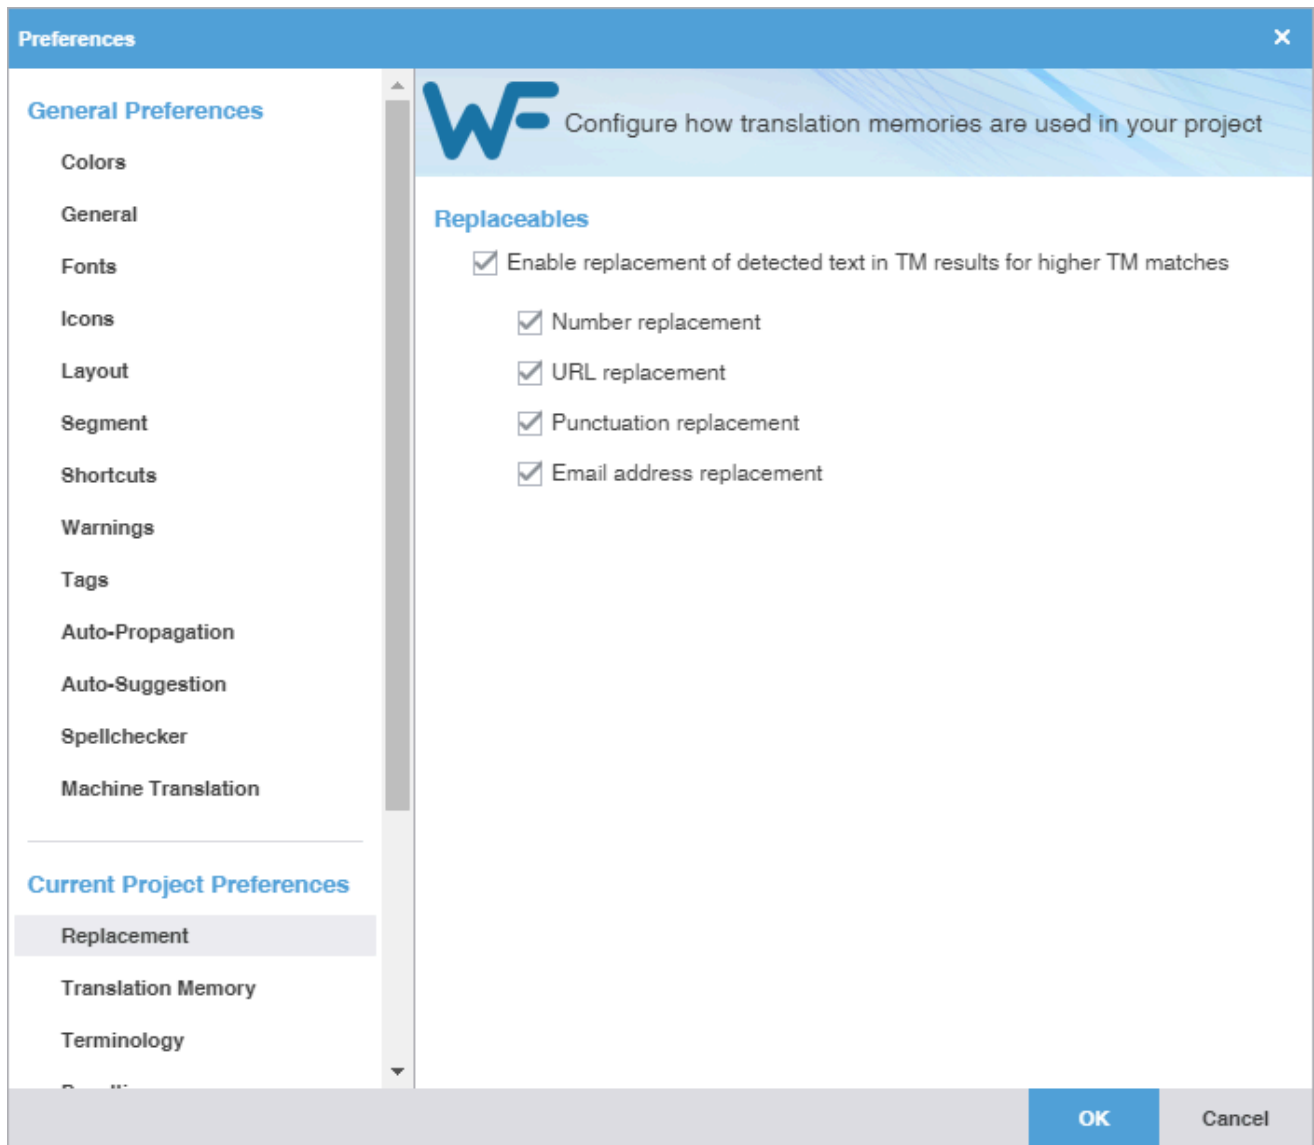 Preferences
General Preferences
Colors
General
Fonts
Icons
Layout
Segment
Shortcuts
Warnings
Tags
Auto-Propagation
Auto-Suggestion
Spellchecker
Machine Translation
Current Project Preferences
Replacement
Translation Memory
Terminology
WF
Configure how translation memories are used in your project
Replaceables
Enable replacement of detected text in TM results for higher TM matches
Number replacement
URL replacement
Punctuation replacement
Email address replacement
OK
Cancel